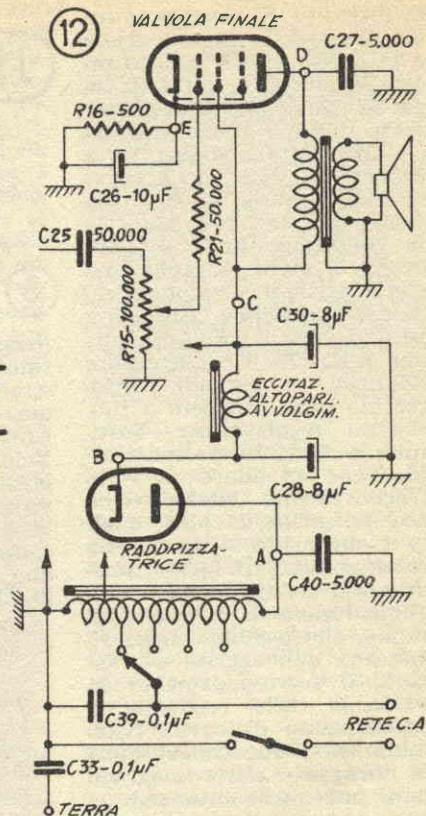 12
VALVOLA FINALE
D
C27-5.000
R16-500
E
C26-10µF
R21-50.000
C25 50.000
R15-100.000
C
C30-8µF
ECCITAZ.
ALTOPARL.
AVVOLGIM.
B
C28-8µF
RADDRIZZA-
TRICE
A
C40-5.000
C39-0,1µF
RETE C.A
C33-0,1µF
TERRA